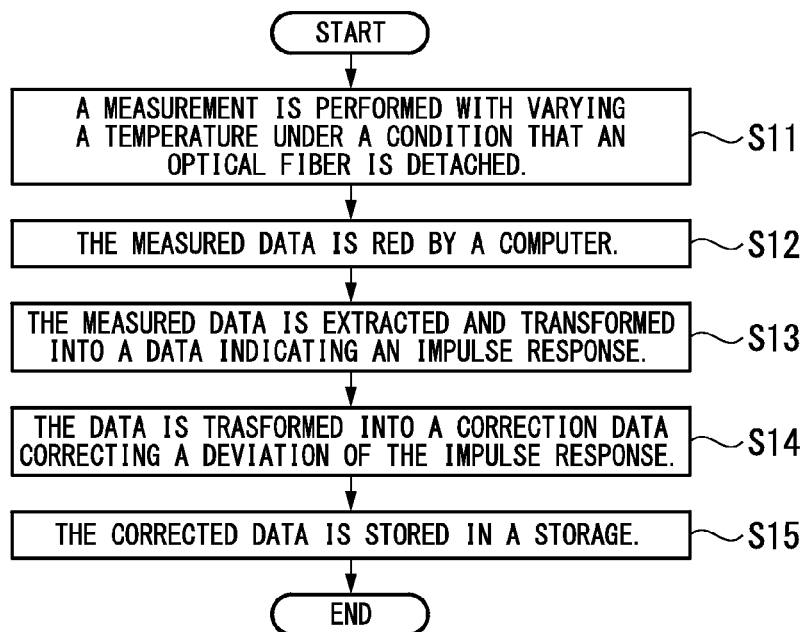 START
A MEASUREMENT IS PERFORMED WITH VARYING
A TEMPERATURE UNDER A CONDITION THAT AN
OPTICAL FIBER IS DETACHED.
S11
THE MEASURED DATA IS RED BY A COMPUTER.
S12
THE MEASURED DATA IS EXTRACTED AND TRANSFORMED
INTO A DATA INDICATING AN IMPULSE RESPONSE.
S13
THE DATA IS TRASFORMED INTO A CORRECTION DATA
CORRECTING A DEVIATION OF THE IMPULSE RESPONSE.
S14
THE CORRECTED DATA IS STORED IN A STORAGE.
S15
END